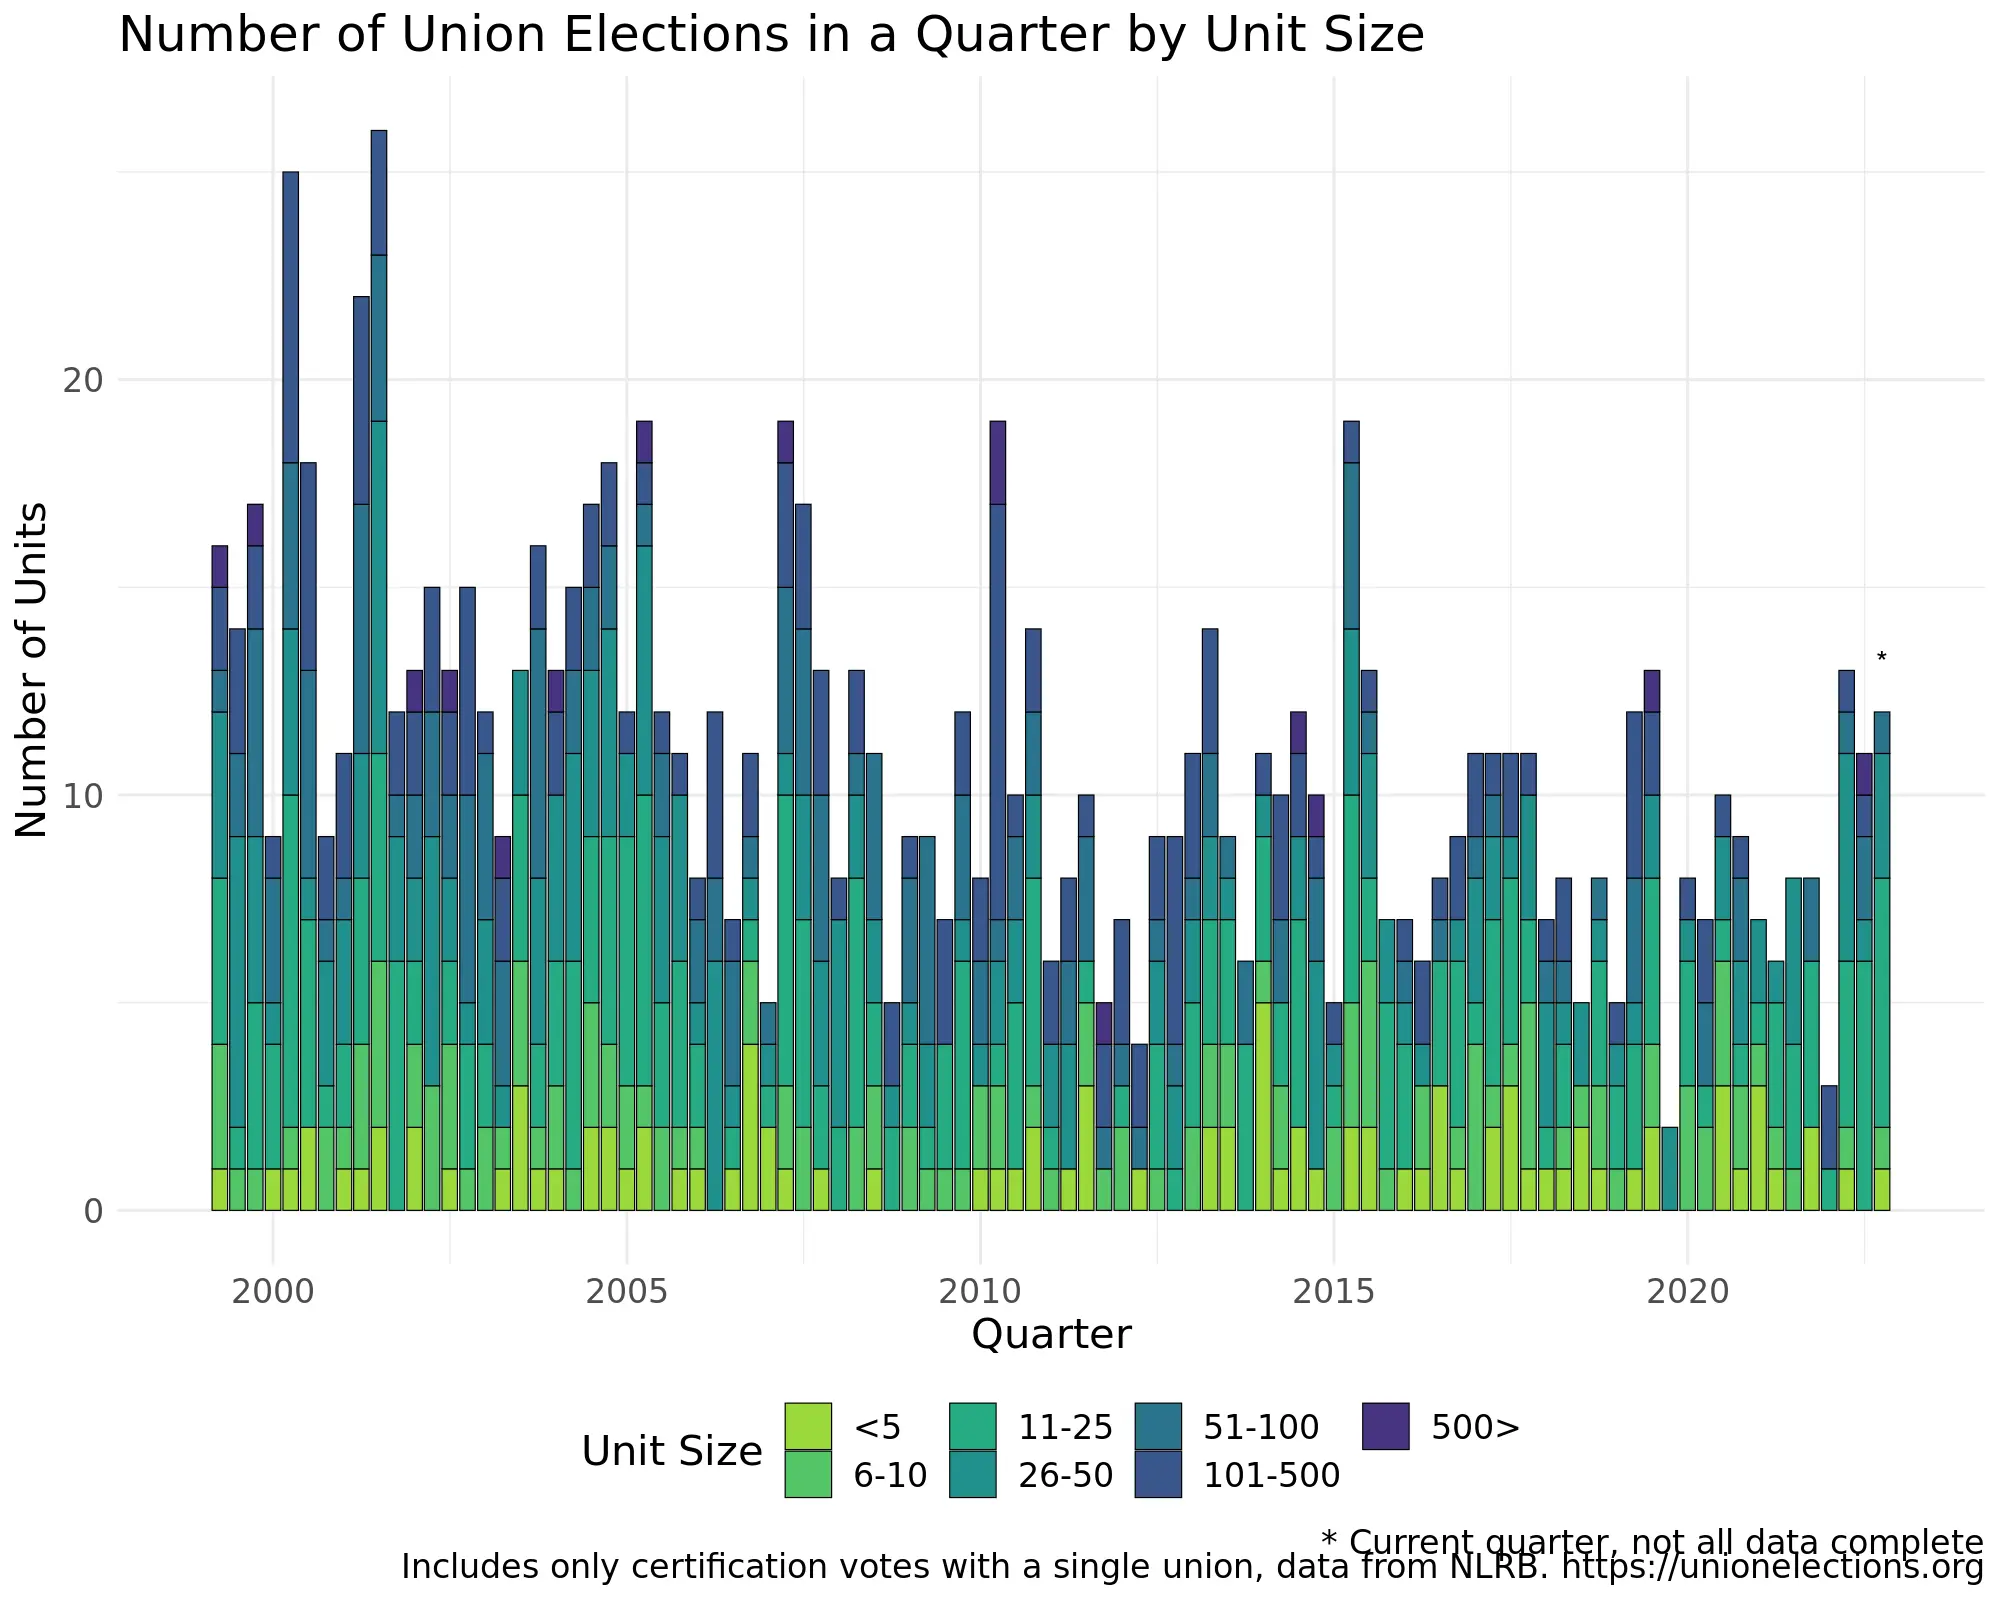 Number of Union Elections in a Quarter by Unit Size
Number of Units
20
10
0
*
2000 2005 2010 2015 2020
Quarter
Unit Size
<5 11-25 51-100 500>
6-10 26-50 101-500
* Current quarter, not all data complete
Includes only certification votes with a single union, data from NLRB. https://unionelections.org